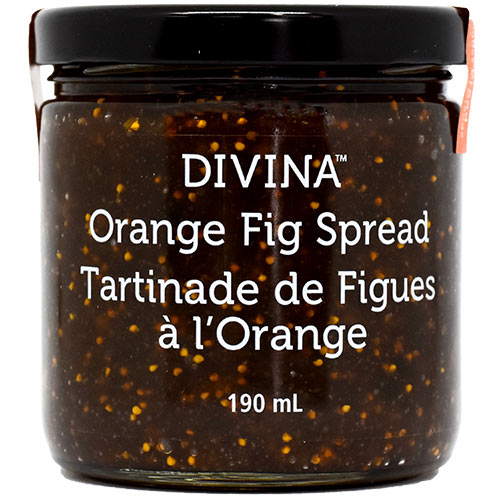 DIVINA™
Orange Fig Spread
Tartinade de Figues
à l'Orange
190 mL